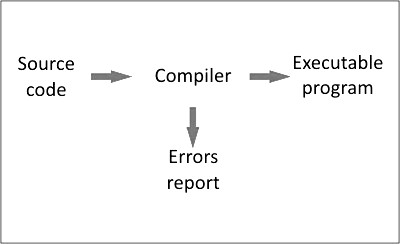 Source
code
Compiler
Executable
program
Errors
report